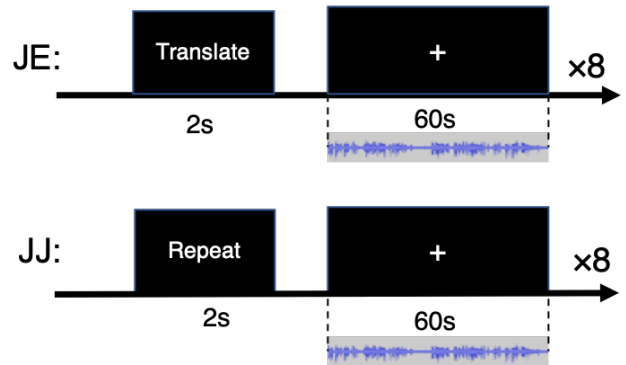 JE:
Translate
+
×8
2s
60s
JJ:
Repeat
+
×8
2s
60s